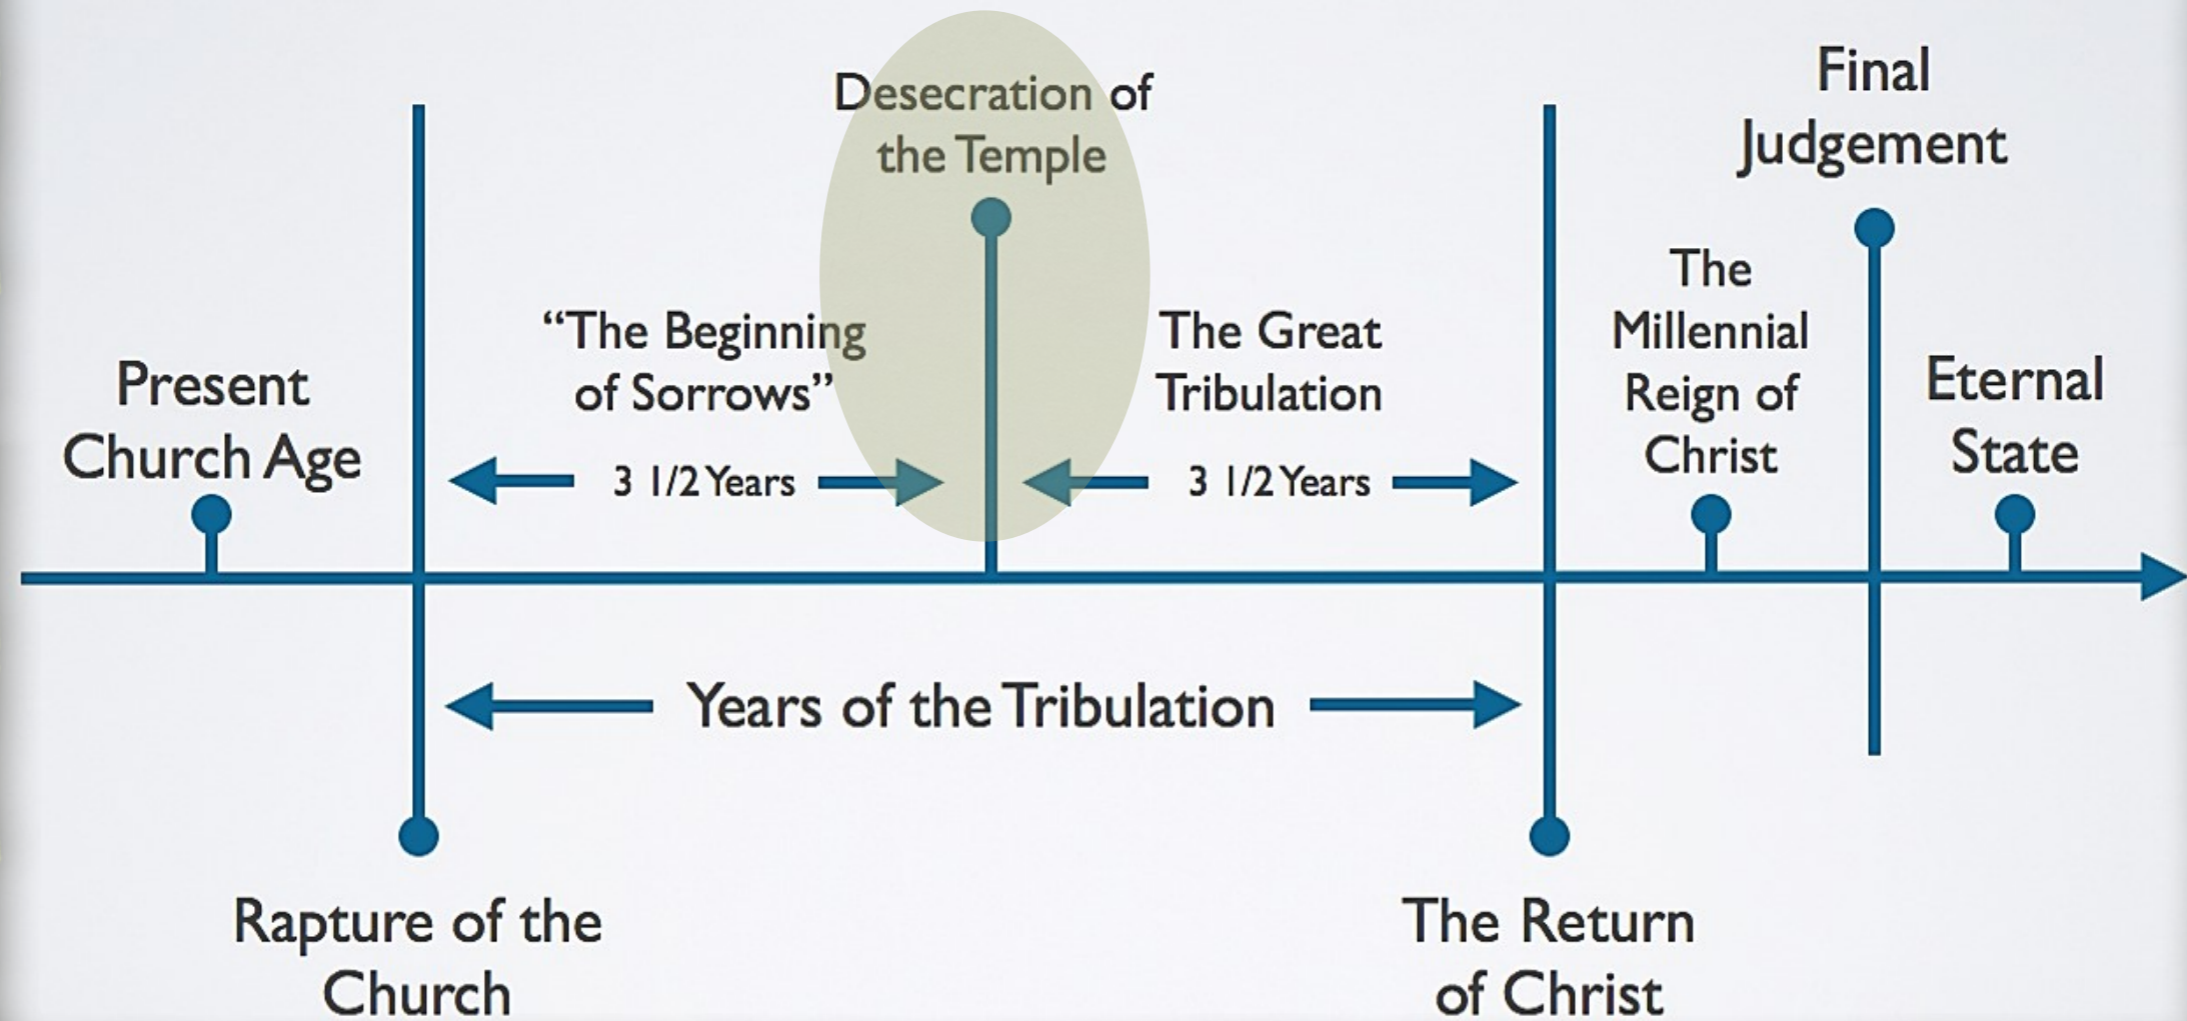 Desecration of
the Temple
Final
Judgement
The
Millennial
Reign of
Christ
“The Beginning
of Sorrows”
The Great
Tribulation
Present
Church Age
Eternal
State
3 1/2 Years
3 1/2 Years
Years of the Tribulation
Rapture of the
Church
The Return
of Christ